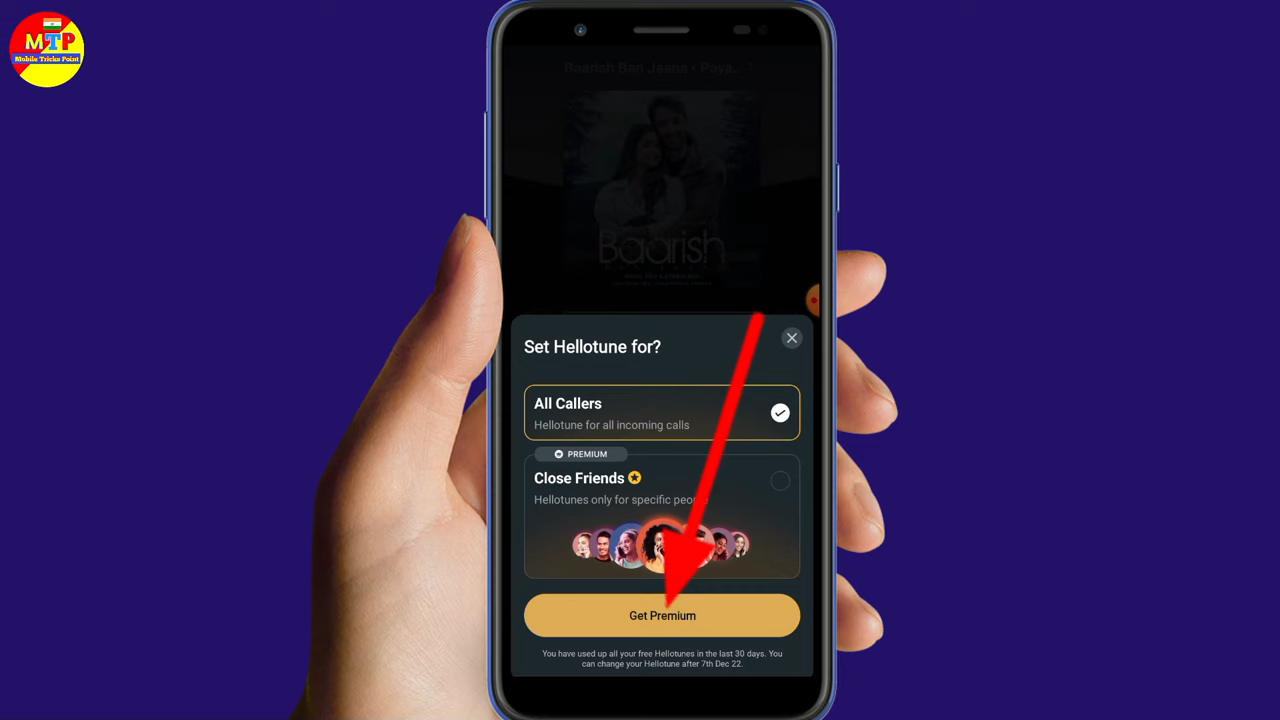 MTP
Mobile Tricks Point
Baarish Ban Jaana • Paya..
Baarish
Set Hellotune for?
All Callers
Hellotune for all incoming calls
PREMIUM
Close Friends
Hellotunes only for specific
Get Premium
You have used up all your free Hellotunes in the last 30 days. You
can change your Hellotune after 7th Dec 22.